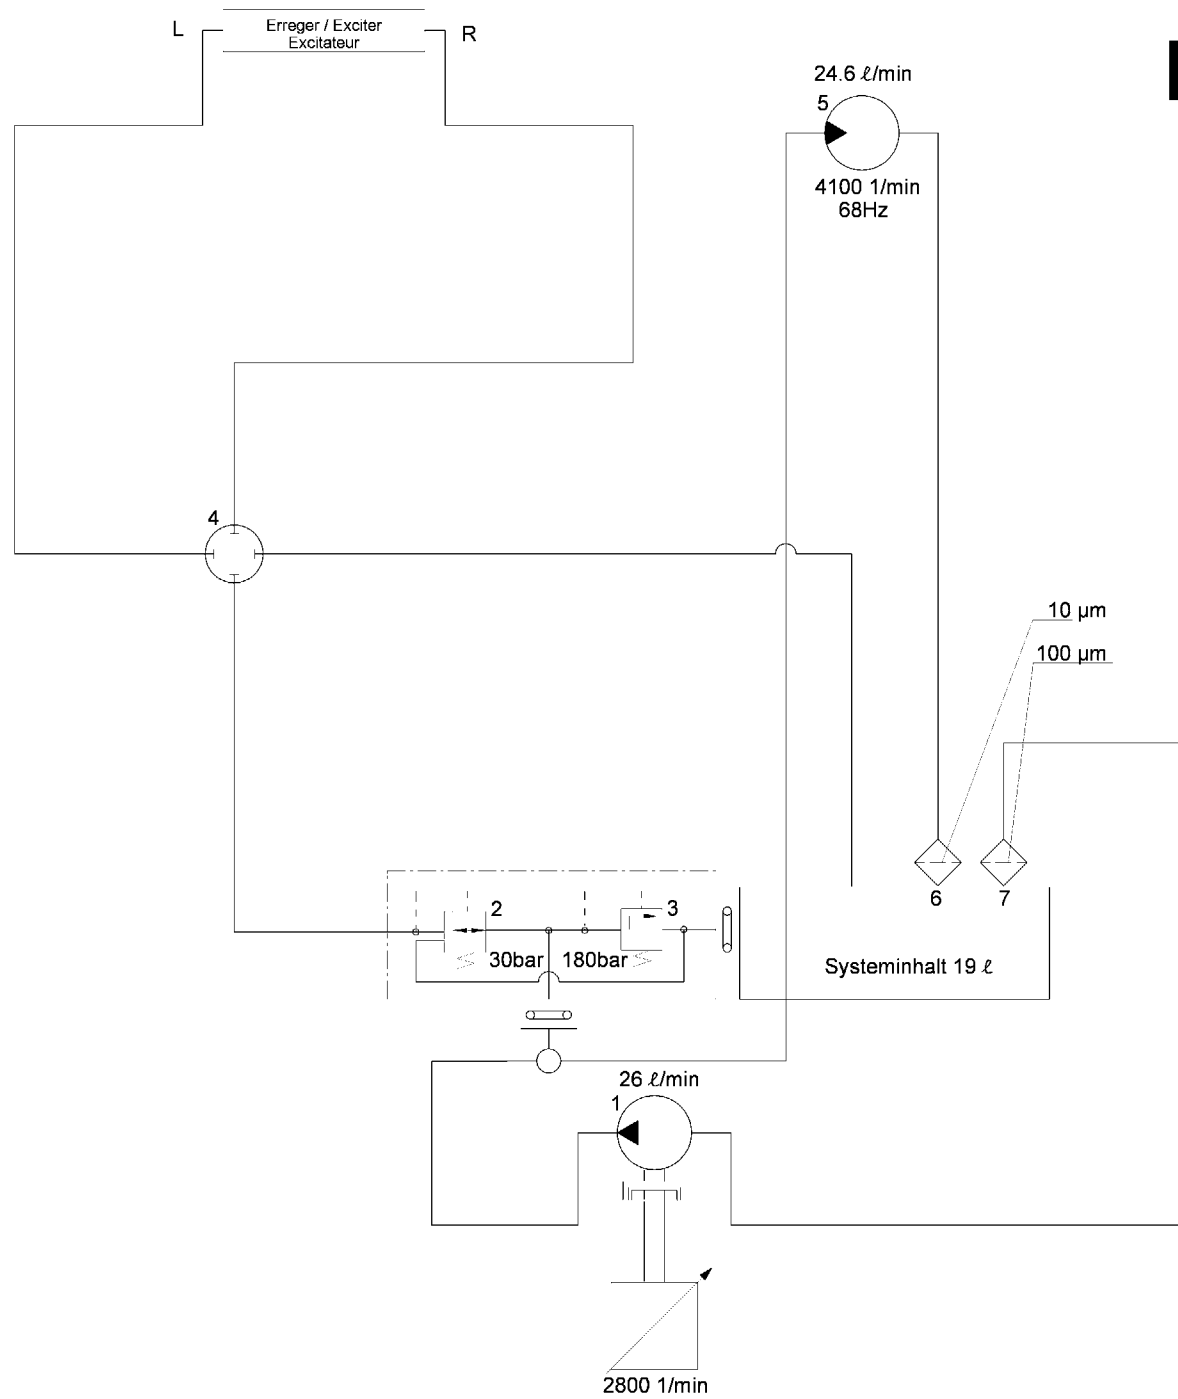 L
Erreger / Exciter
Excitateur
R
24.6 ℓ/min
5
4100 1/min
68Hz
4
10 µm
100 µm
6
7
2
3
30bar
180bar
Systeminhalt 19 ℓ
26 ℓ/min
1
2800 1/min